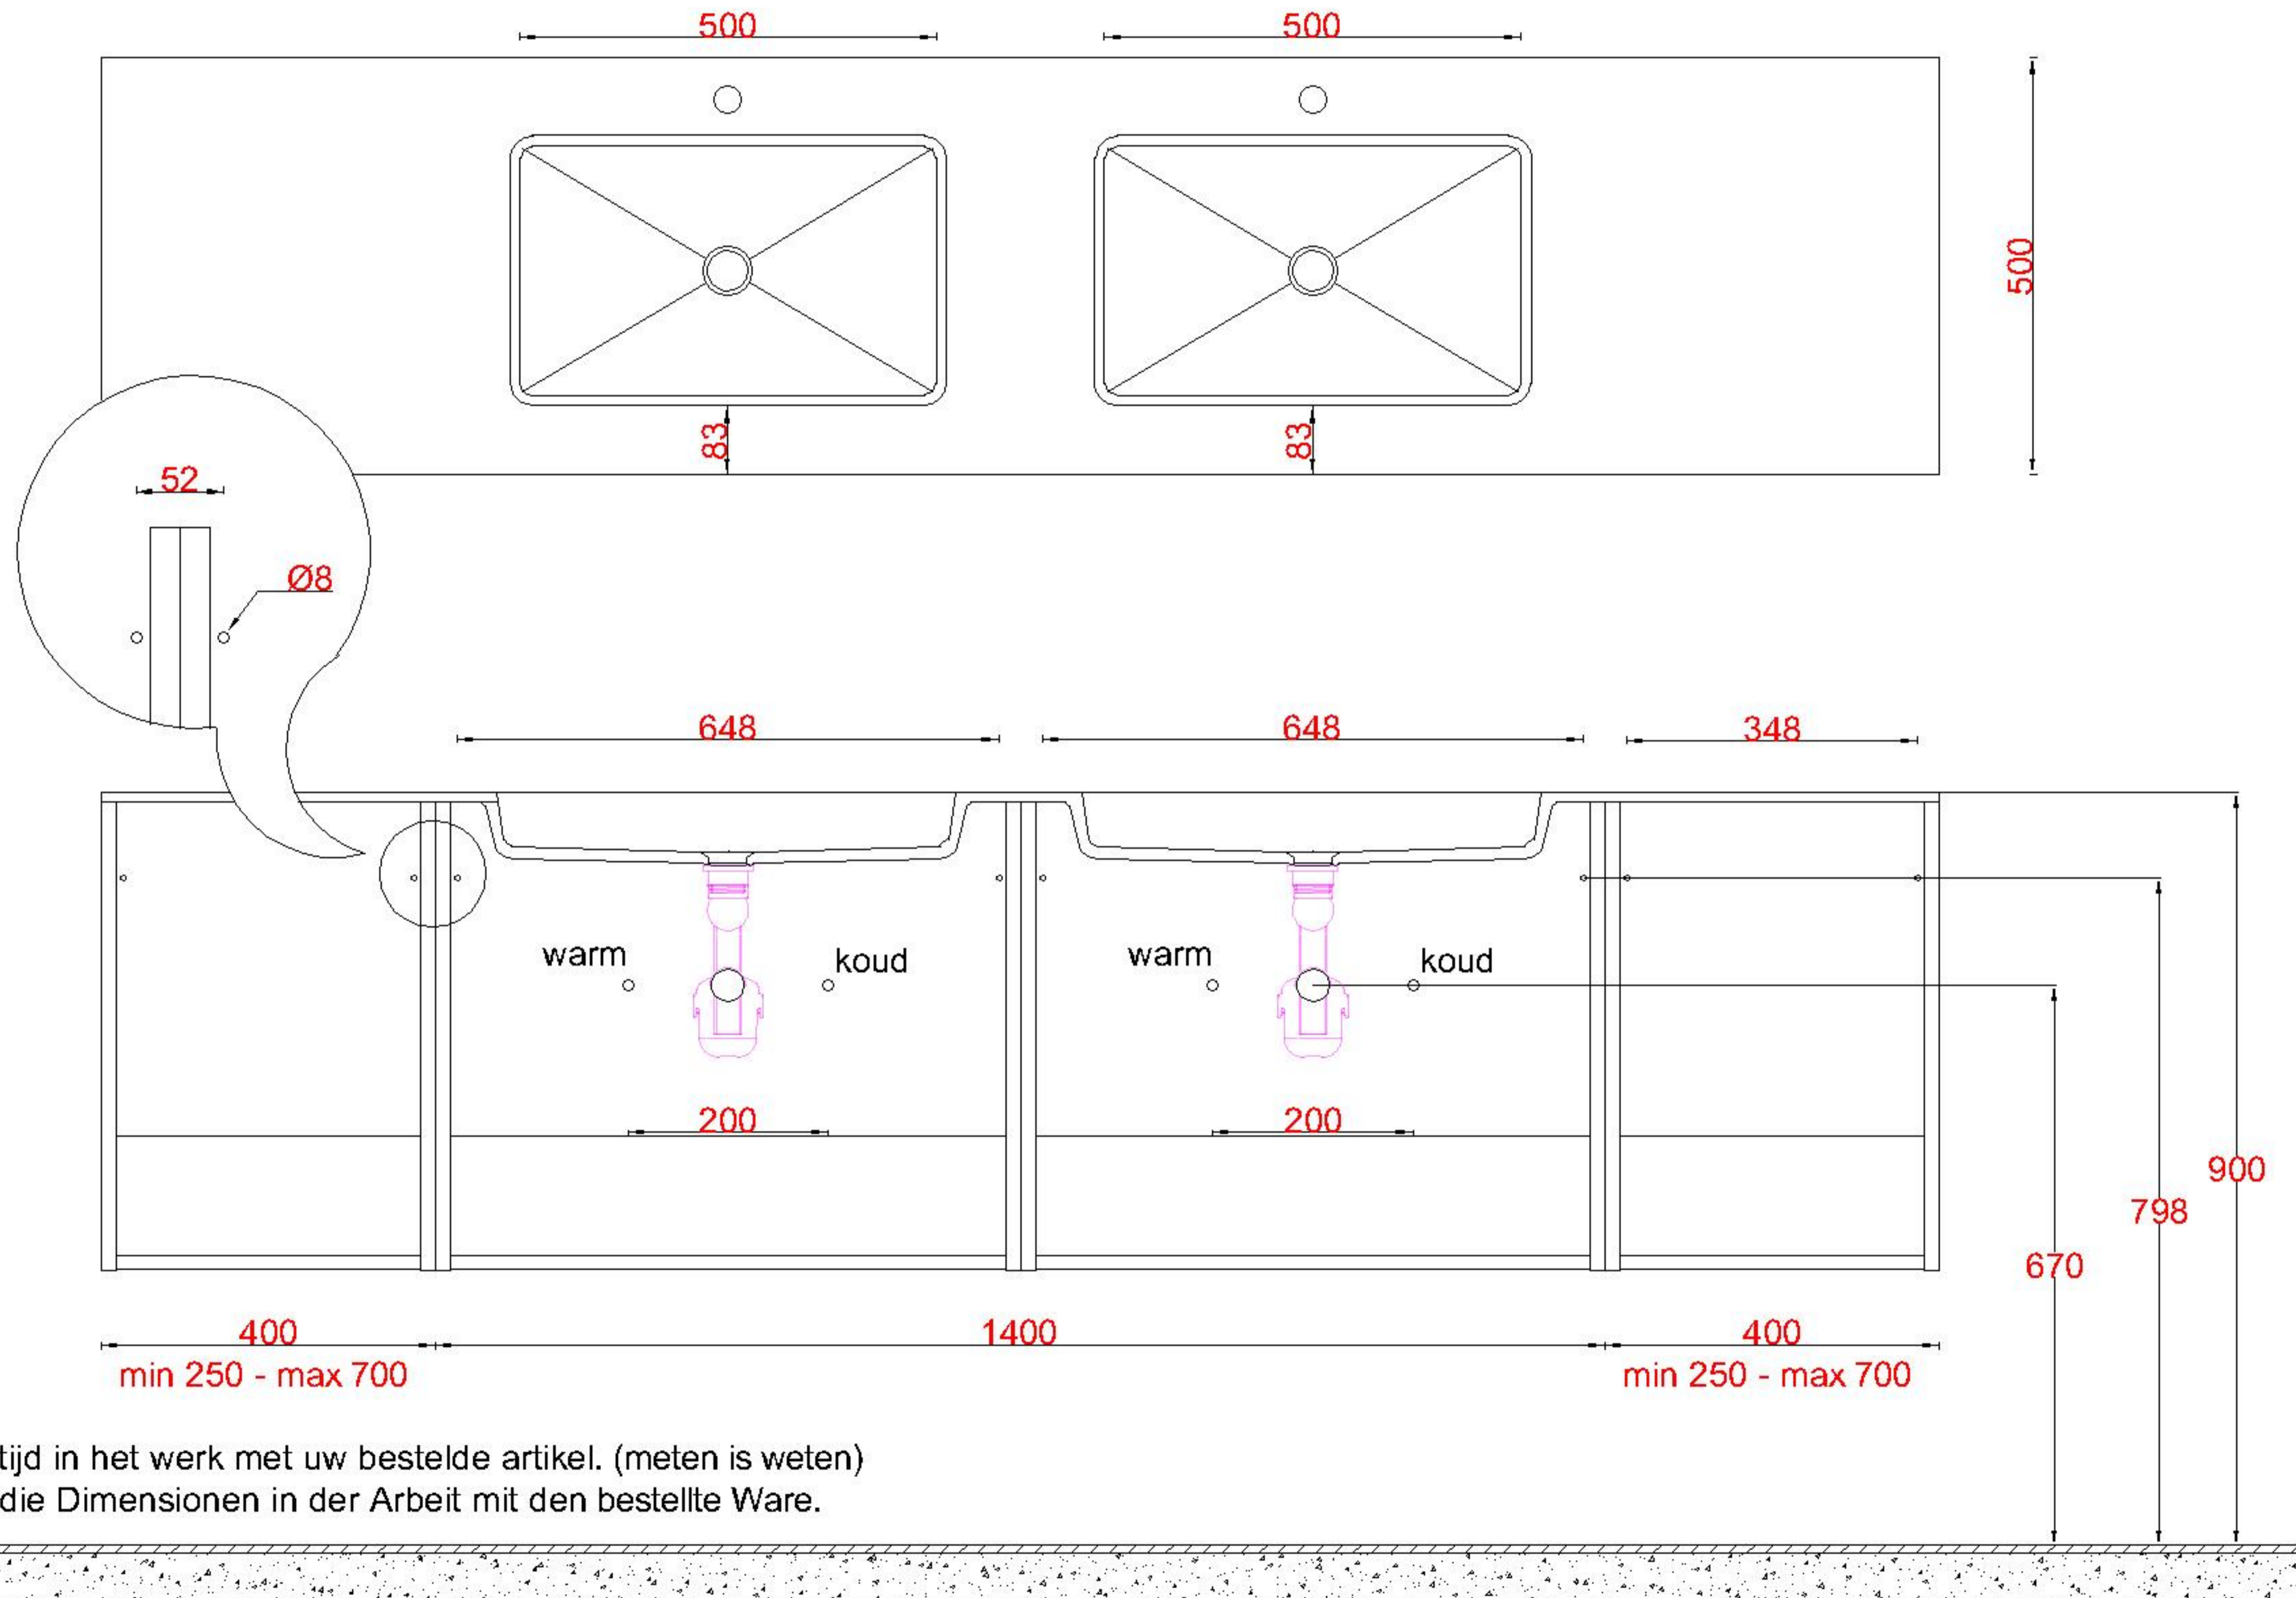 500 500
500
83 83
52
Ø8
648 648 348
warm koud warm koud
200 200
900
798
670
400 1400 400
min 250 - max 700 min 250 - max 700
tijd in het werk met uw bestelde artikel. (meten is weten)
die Dimensionen in der Arbeit mit den bestellte Ware.